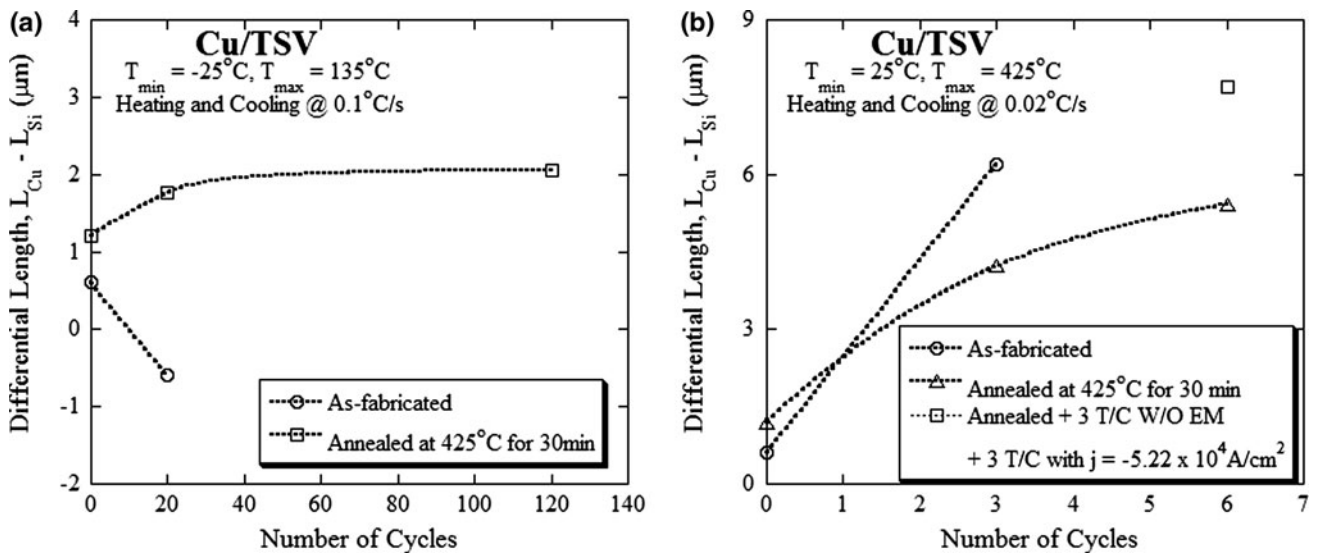 (a)
Cu/TSV
T_min = -25°C, T_max = 135°C
Heating and Cooling @ 0.1°C/s
Differential Length, L_Cu - L_Si (μm)
4
3
2
1
0
-1
-2
As-fabricated
Annealed at 425°C for 30min
0 20 40 60 80 100 120 140
Number of Cycles
(b)
Cu/TSV
T_min = 25°C, T_max = 425°C
Heating and Cooling @ 0.02°C/s
Differential Length, L_Cu - L_Si (μm)
9
6
3
0
As-fabricated
Annealed at 425°C for 30 min
Annealed + 3 T/C W/O EM
+ 3 T/C with j = -5.22 x 10⁴A/cm²
0 1 2 3 4 5 6 7
Number of Cycles